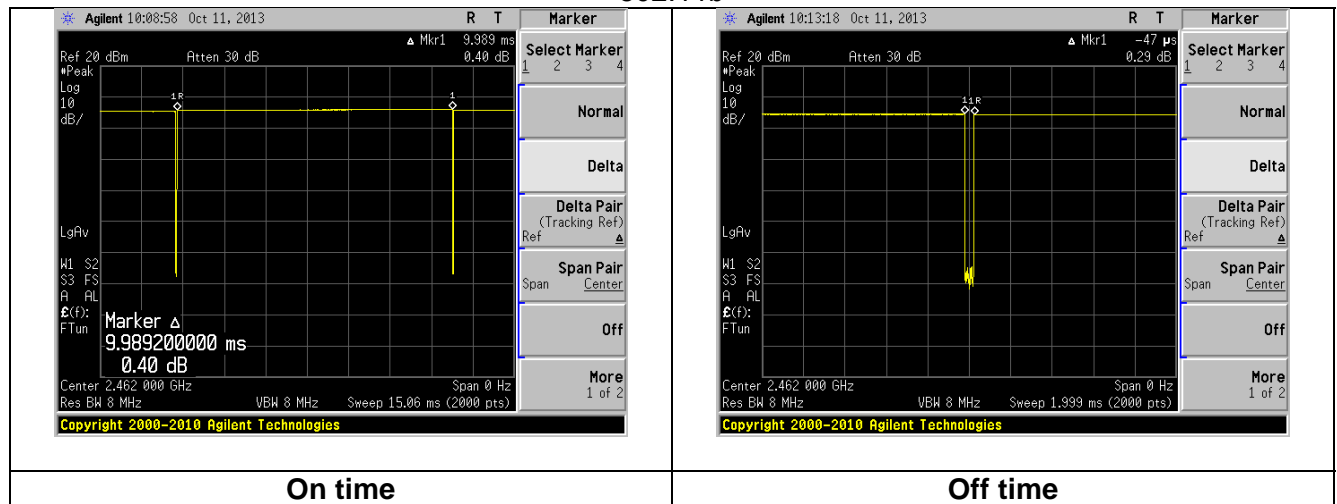 Agilent 10:08:58 Oct 11, 2013 R T Marker
Δ Mkr1 9.989 ms
Ref 20 dBm Atten 30 dB 0.40 dB
#Peak
Log
10
dB/
1R
1
LgAv
W1 S2
S3 FS
A AL
£(f):
FTun
Marker Δ
9.989200000 ms
0.40 dB
Center 2.462 000 GHz Span 0 Hz
Res BW 8 MHz VBW 8 MHz Sweep 15.06 ms (2000 pts)
Copyright 2000-2010 Agilent Technologies
Select Marker
1 2 3 4
Normal
Delta
Delta Pair
(Tracking Ref)
Ref Δ
Span Pair
Span Center
Off
More
1 of 2
On time
Agilent 10:13:18 Oct 11, 2013 R T Marker
Δ Mkr1 -47 µs
Ref 20 dBm Atten 30 dB 0.29 dB
#Peak
Log
10
dB/
1 1R
LgAv
W1 S2
S3 FS
A AL
£(f):
FTun
Center 2.462 000 GHz Span 0 Hz
Res BW 8 MHz VBW 8 MHz Sweep 1.999 ms (2000 pts)
Copyright 2000-2010 Agilent Technologies
Select Marker
1 2 3 4
Normal
Delta
Delta Pair
(Tracking Ref)
Ref Δ
Span Pair
Span Center
Off
More
1 of 2
Off time